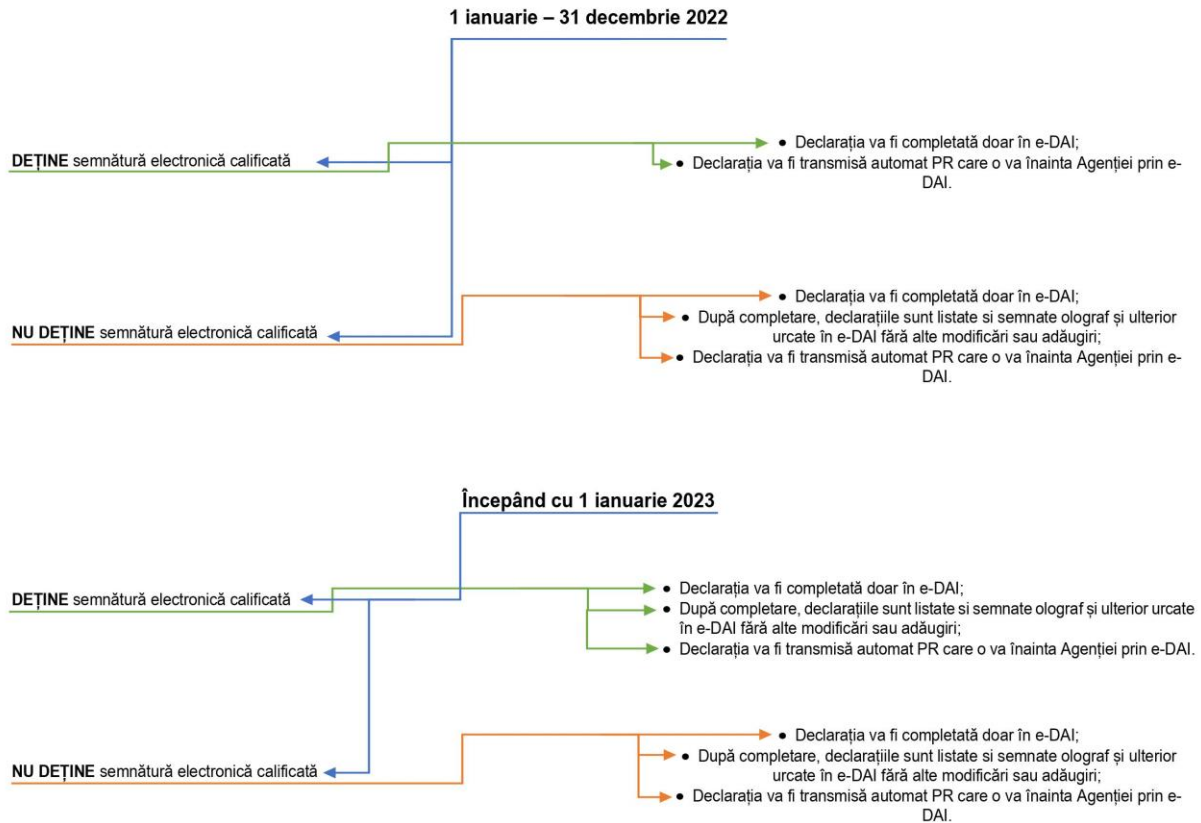 1 ianuarie – 31 decembrie 2022
DEȚINE semnătură electronică calificată
• Declarația va fi completată doar în e-DAI;
• Declarația va fi transmisă automat PR care o va înainta Agenției prin e-
DAI.
NU DEȚINE semnătură electronică calificată
• Declarația va fi completată doar în e-DAI;
• După completare, declarațiile sunt listate si semnate olograf și ulterior
urcate în e-DAI fără alte modificări sau adăugiri;
• Declarația va fi transmisă automat PR care o va înainta Agenției prin e-
DAI.
Începând cu 1 ianuarie 2023
DEȚINE semnătură electronică calificată
• Declarația va fi completată doar în e-DAI;
• După completare, declarațiile sunt listate si semnate olograf și ulterior urcate
în e-DAI fără alte modificări sau adăugiri;
• Declarația va fi transmisă automat PR care o va înainta Agenției prin e-DAI.
NU DEȚINE semnătură electronică calificată
• Declarația va fi completată doar în e-DAI;
• După completare, declarațiile sunt listate si semnate olograf și ulterior
urcate în e-DAI fără alte modificări sau adăugiri;
• Declarația va fi transmisă automat PR care o va înainta Agenției prin e-
DAI.